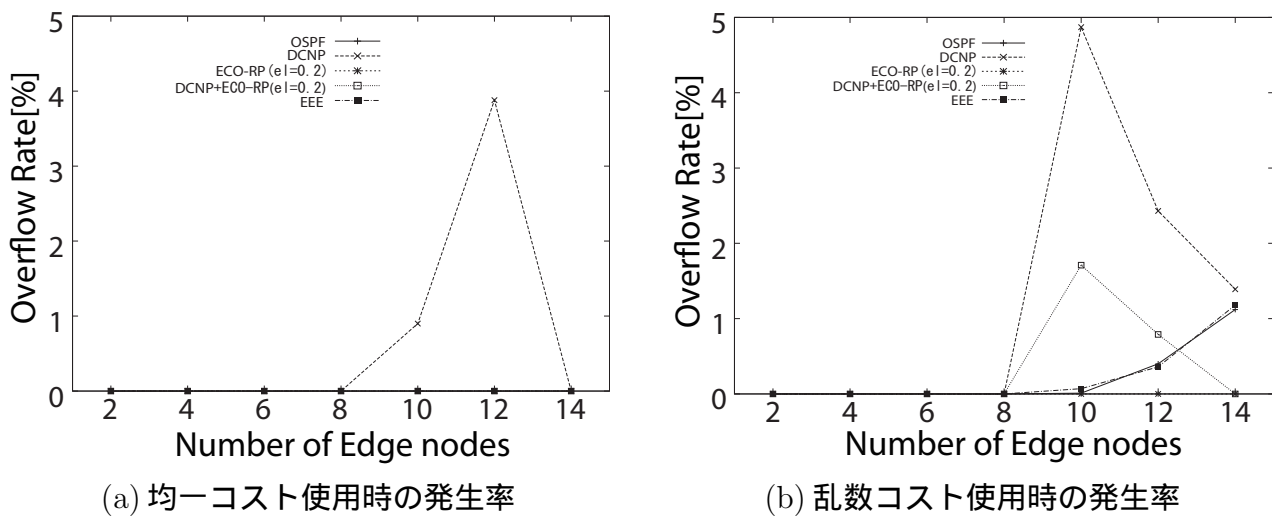 Overflow Rate[%]
5
4
3
2
1
0
OSPF
DCNP
ECO-RP(el=0.2)
DCNP+ECO-RP(el=0.2)
EEE
2 4 6 8 10 12 14
Number of Edge nodes
(a) 均一コスト使用時の発生率
Overflow Rate[%]
5
4
3
2
1
0
OSPF
DCNP
ECO-RP(el=0.2)
DCNP+ECO-RP(el=0.2)
EEE
2 4 6 8 10 12 14
Number of Edge nodes
(b) 乱数コスト使用時の発生率